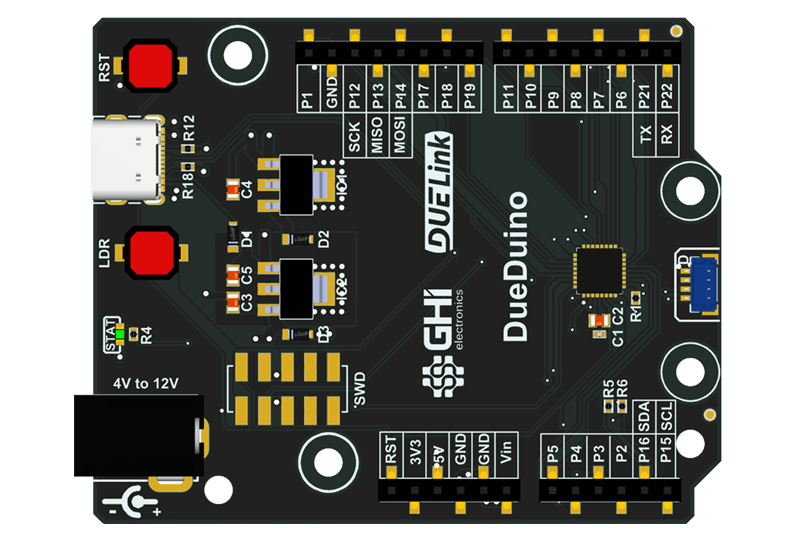 RST
R12
R18
LDR
STAT
R4
4V to 12V
- +
P1
GND
P12
P13
P14
P17
P18
P19
SCK
MISO
MOSI
P11
P10
P9
P8
P7
P6
P21
P22
TX
RX
C4
IC1
D1
D2
C5
C3
IC2
D3
SWD
DUELink
GHI
electronics
DueDuino
C1
C2
R1
R5
R6
RST
3V3
5V
GND
GND
Vin
P5
P4
P3
P2
P16
P15
SDA
SCL